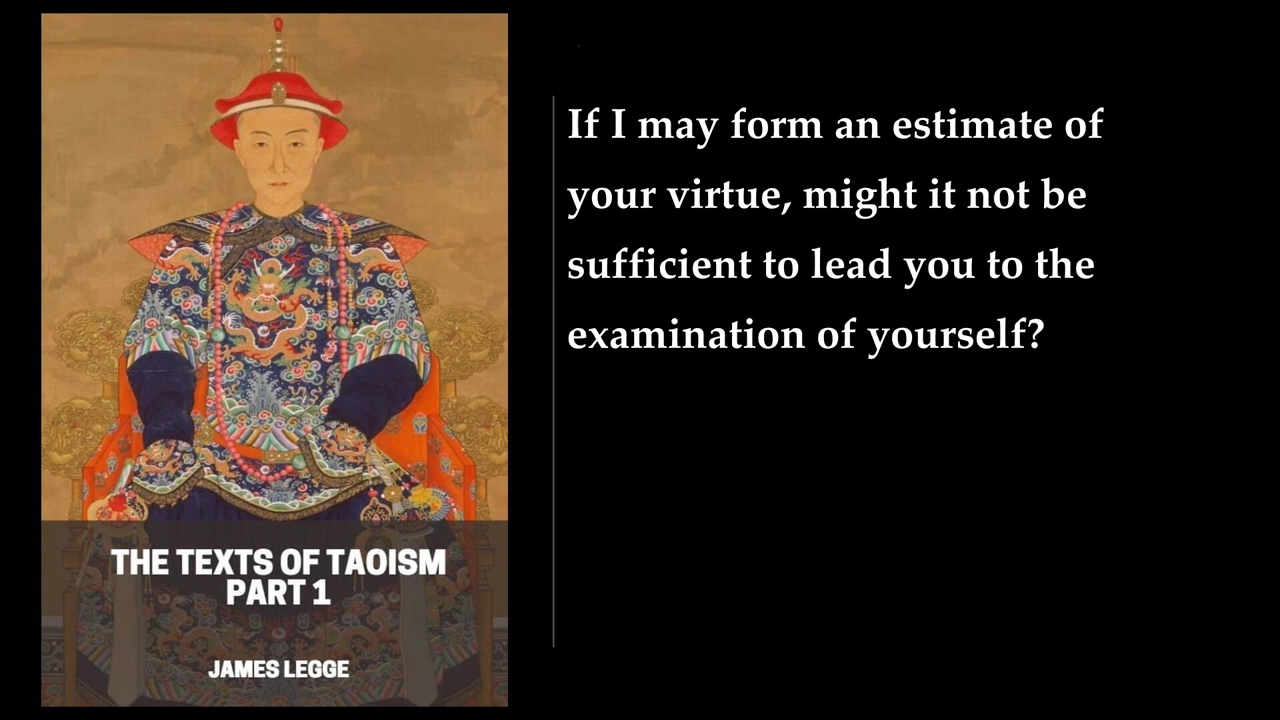 THE TEXTS OF TAOISM
PART 1
JAMES LEGGE
If I may form an estimate of
your virtue, might it not be
sufficient to lead you to the
examination of yourself?